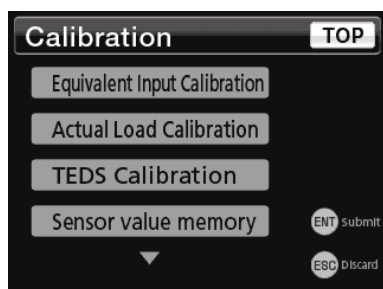 Calibration TOP
Equivalent Input Calibration
Actual Load Calibration
TEDS Calibration
Sensor value memory
ENT Submit
ESC Discard